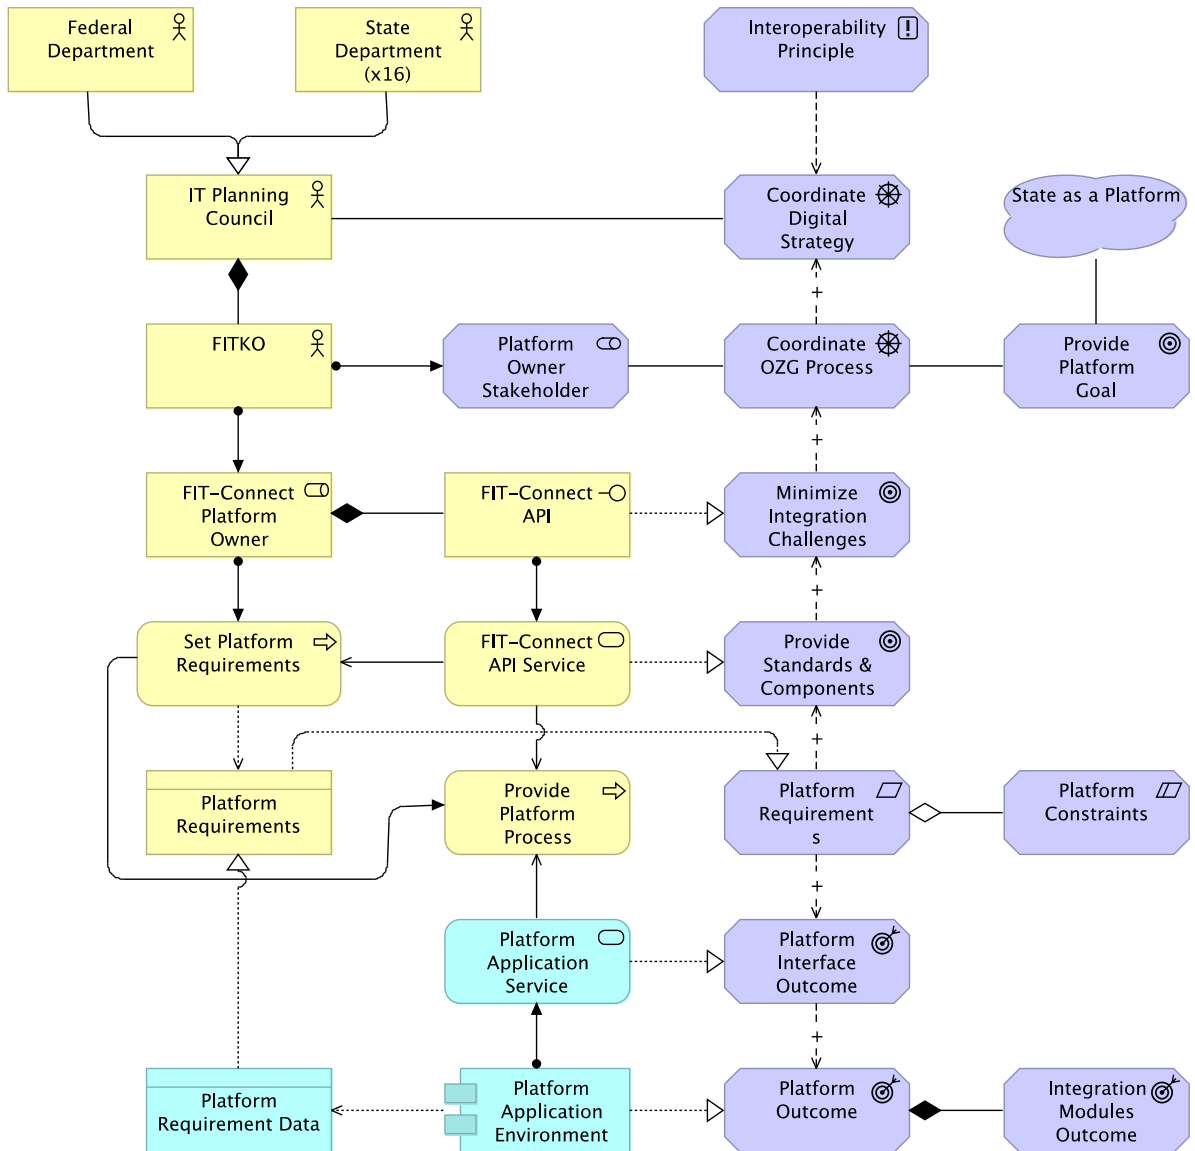 Federal
Department
State
Department
(x16)
Interoperability
Principle
IT Planning
Council
Coordinate
Digital
Strategy
State as a Platform
+
FITKO
Platform
Owner
Stakeholder
Coordinate
OZG Process
Provide
Platform
Goal
+
FIT-Connect
Platform
Owner
FIT-Connect
API
Minimize
Integration
Challenges
+
Set Platform
Requirements
FIT-Connect
API Service
Provide
Standards &
Components
+
Platform
Requirements
Provide
Platform
Process
Platform
Requirement
s
Platform
Constraints
+
Platform
Application
Service
Platform
Interface
Outcome
+
Platform
Requirement Data
Platform
Application
Environment
Platform
Outcome
Integration
Modules
Outcome